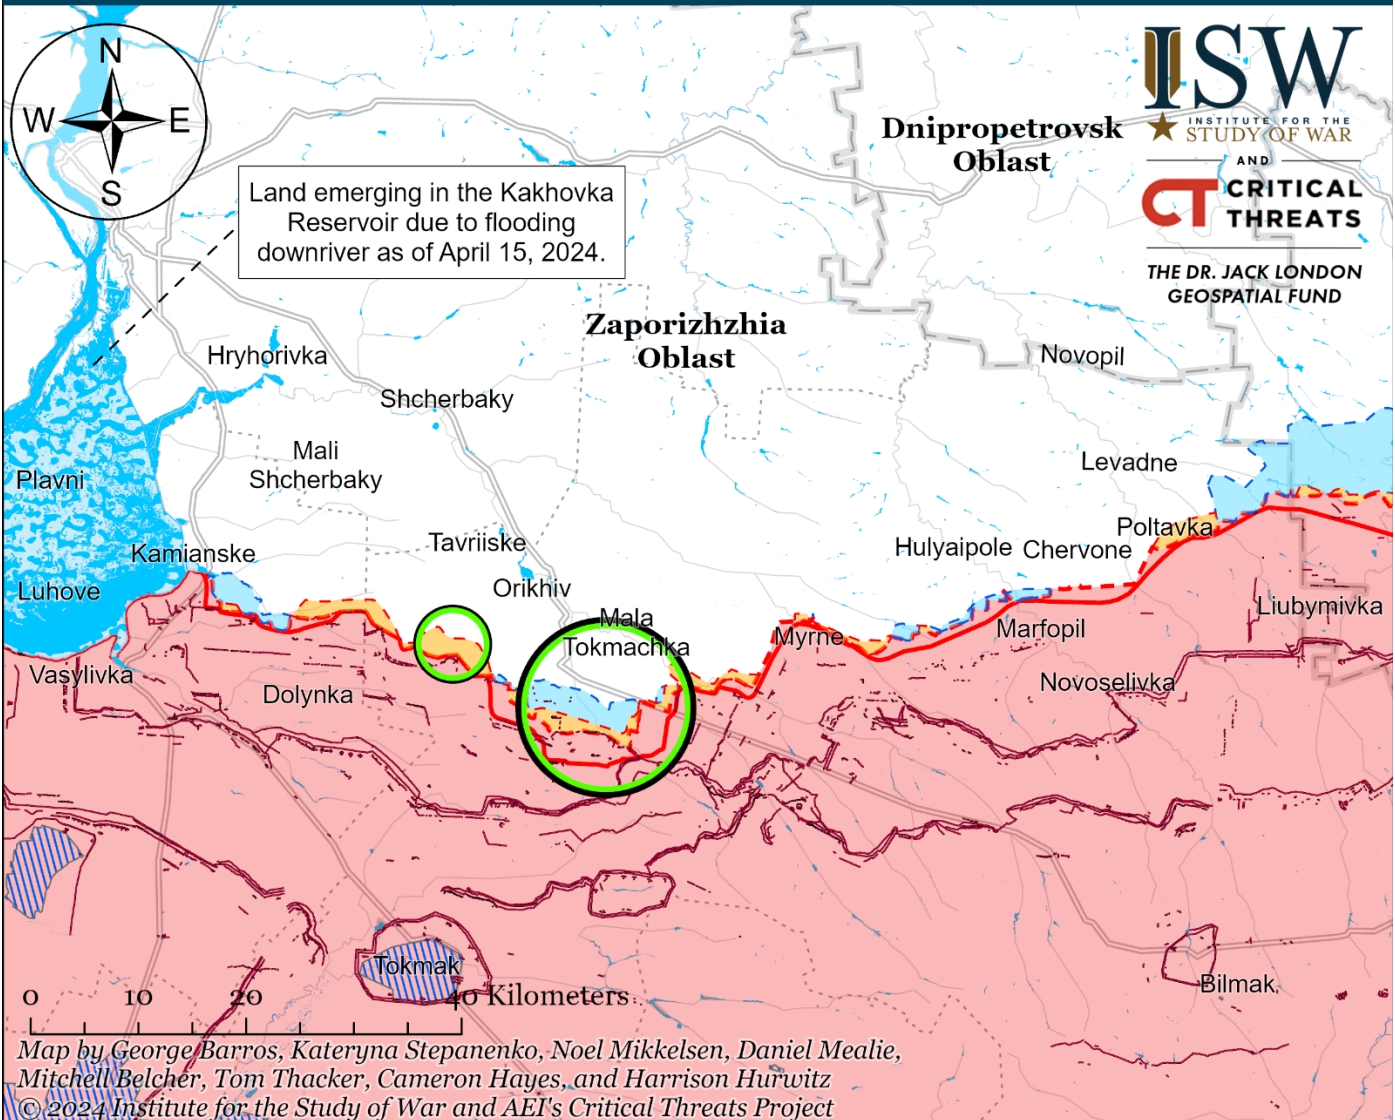 N
W E
S
ISW
INSTITUTE FOR THE
STUDY OF WAR
AND
CT CRITICAL
THREATS
THE DR. JACK LONDON
GEOSPATIAL FUND
Dnipropetrovsk
Oblast
Land emerging in the Kakhovka
Reservoir due to flooding
downriver as of April 15, 2024.
Zaporizhzhia
Oblast
Hryhorivka
Novopil
Shcherbaky
Mali
Shcherbaky
Levadne
Plavni
Poltavka
Tavriiske
Kamianske
Hulyaipole
Chervone
Orikhiv
Luhove
Liubymivka
Mala
Tokmachka
Myrne
Marfopil
Vasylivka
Dolynka
Novoselivka
Tokmak
Bilmak
0 10 20 40 Kilometers
Map by George Barros, Kateryna Stepanenko, Noel Mikkelsen, Daniel Mealie,
Mitchell Belcher, Tom Thacker, Cameron Hayes, and Harrison Hurwitz
© 2024 Institute for the Study of War and AEI's Critical Threats Project